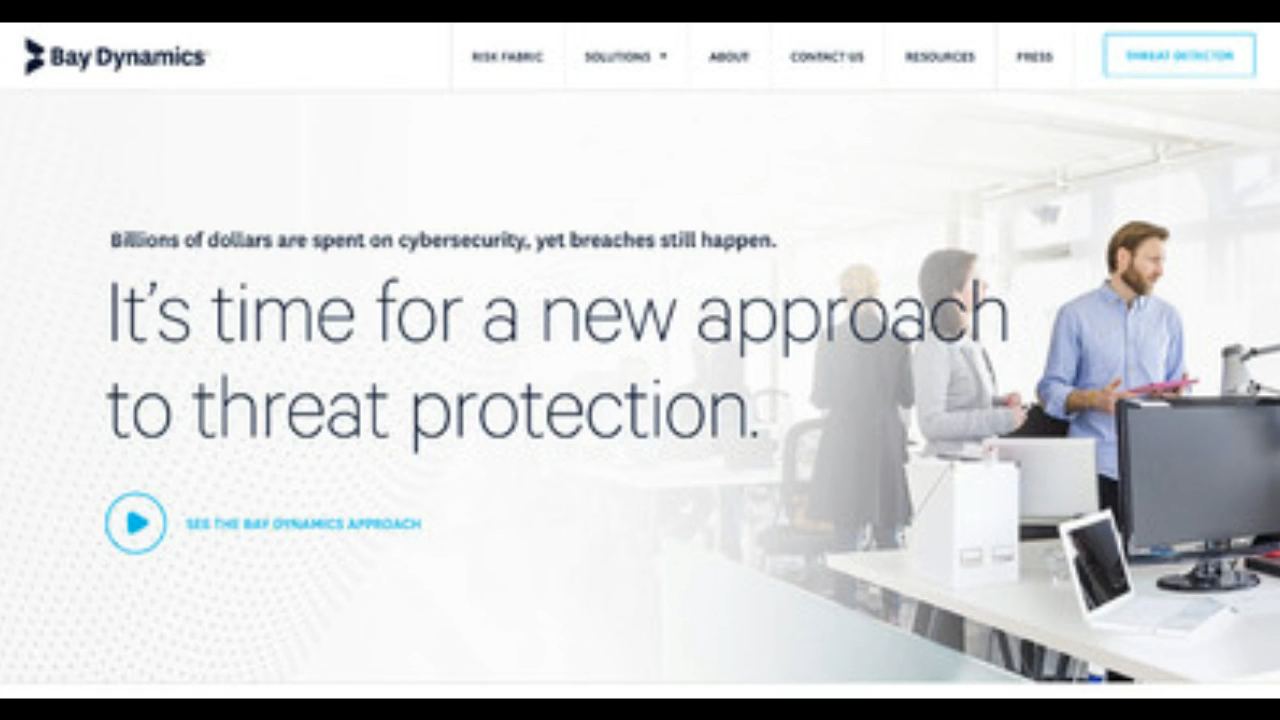 Bay Dynamics
RISK FABRIC
SOLUTIONS
ABOUT
CONTACT US
RESOURCES
PRESS
THREAT DETECTOR
Billions of dollars are spent on cybersecurity, yet breaches still happen.
It's time for a new approach
to threat protection.
SEE THE BAY DYNAMICS APPROACH